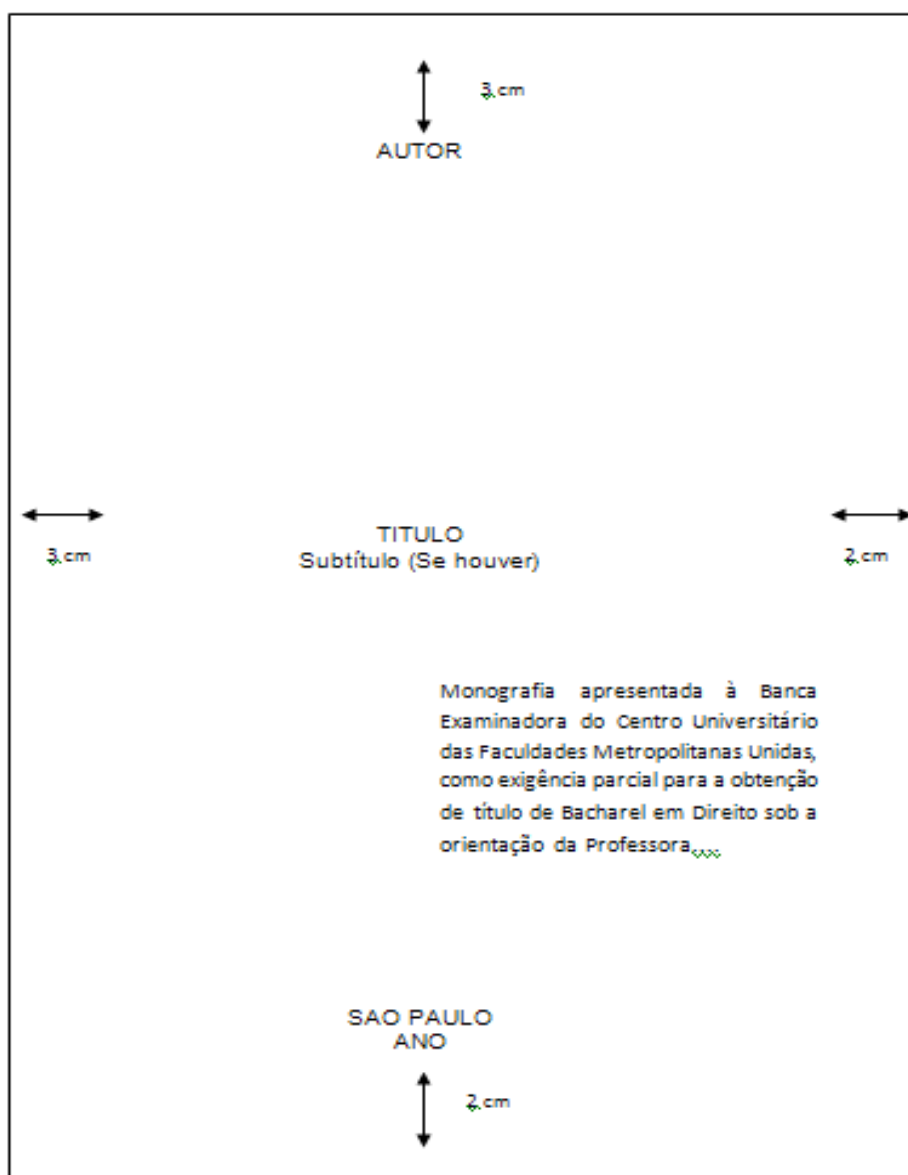 3 cm
AUTOR
TITULO
Subtítulo (Se houver)
3 cm
2 cm
Monografia apresentada à Banca
Examinadora do Centro Universitário
das Faculdades Metropolitanas Unidas,
como exigência parcial para a obtenção
de título de Bacharel em Direito sob a
orientação da Professora....
SAO PAULO
ANO
2 cm